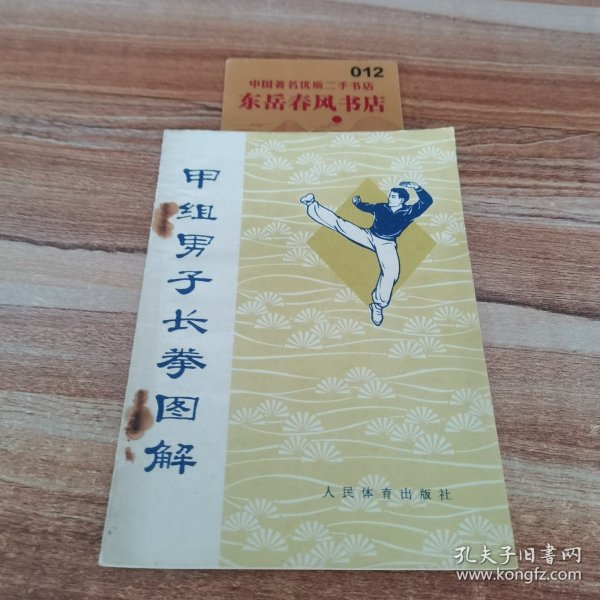 012
中国著名优质二手书店
东岳春风书店
甲组男子长拳图解
人民体育出版社
孔夫子旧书网
www.kongfz.com